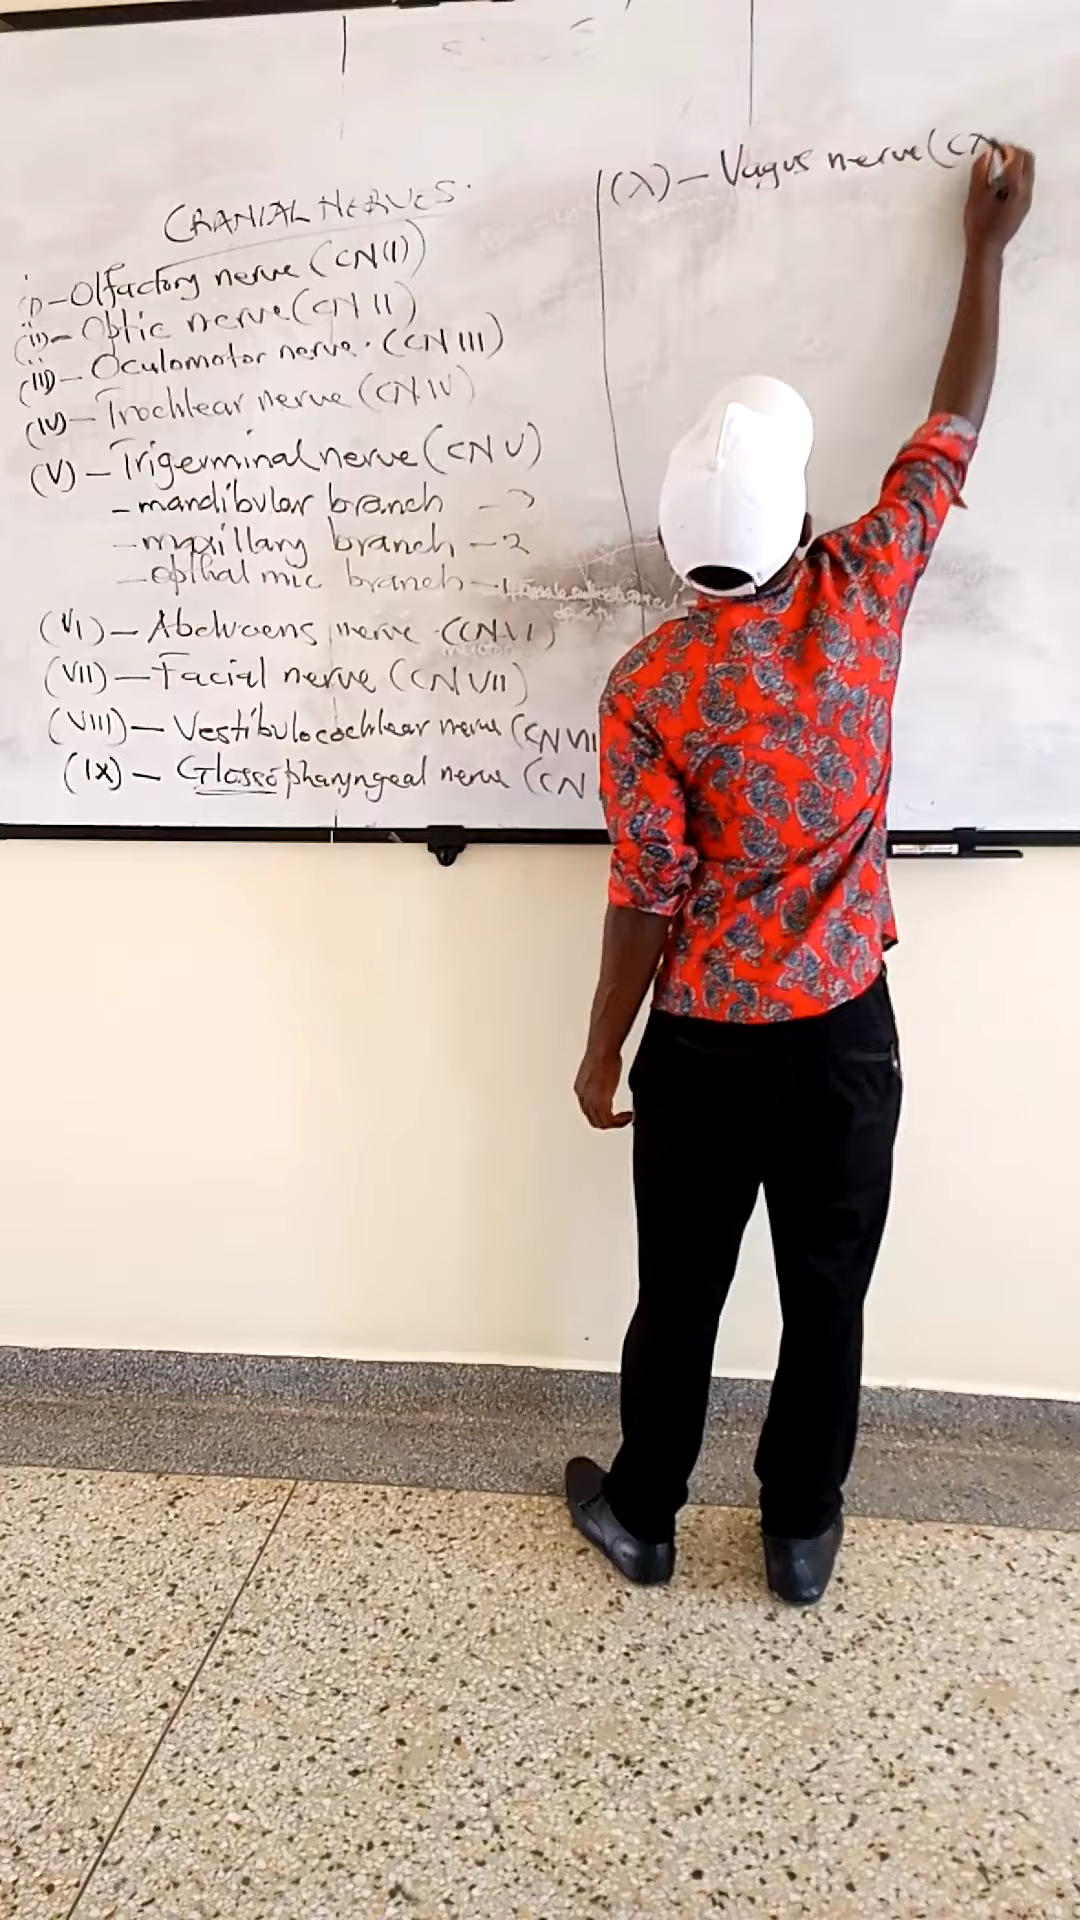 CRANIAL NERVES.
(i) - Olfactory nerve (CN(I)
(ii) - Optic nerve (CN II)
(III) - Oculomotor nerve. (CN III)
(IV) - Trochlear nerve (CN IV)
(V) - Trigerminal nerve (CN V)
- mandibular branch - 3
- maxillary branch - 2
- opthalmic branch - 1
(VI) - Abducens nerve (CN VI)
(VII) - Facial nerve (CN VII)
(VIII) - Vestibulocochlear nerve (CN VII
(IX) - Glossopharyngeal nerve (CN
(X) - Vagus nerve (C